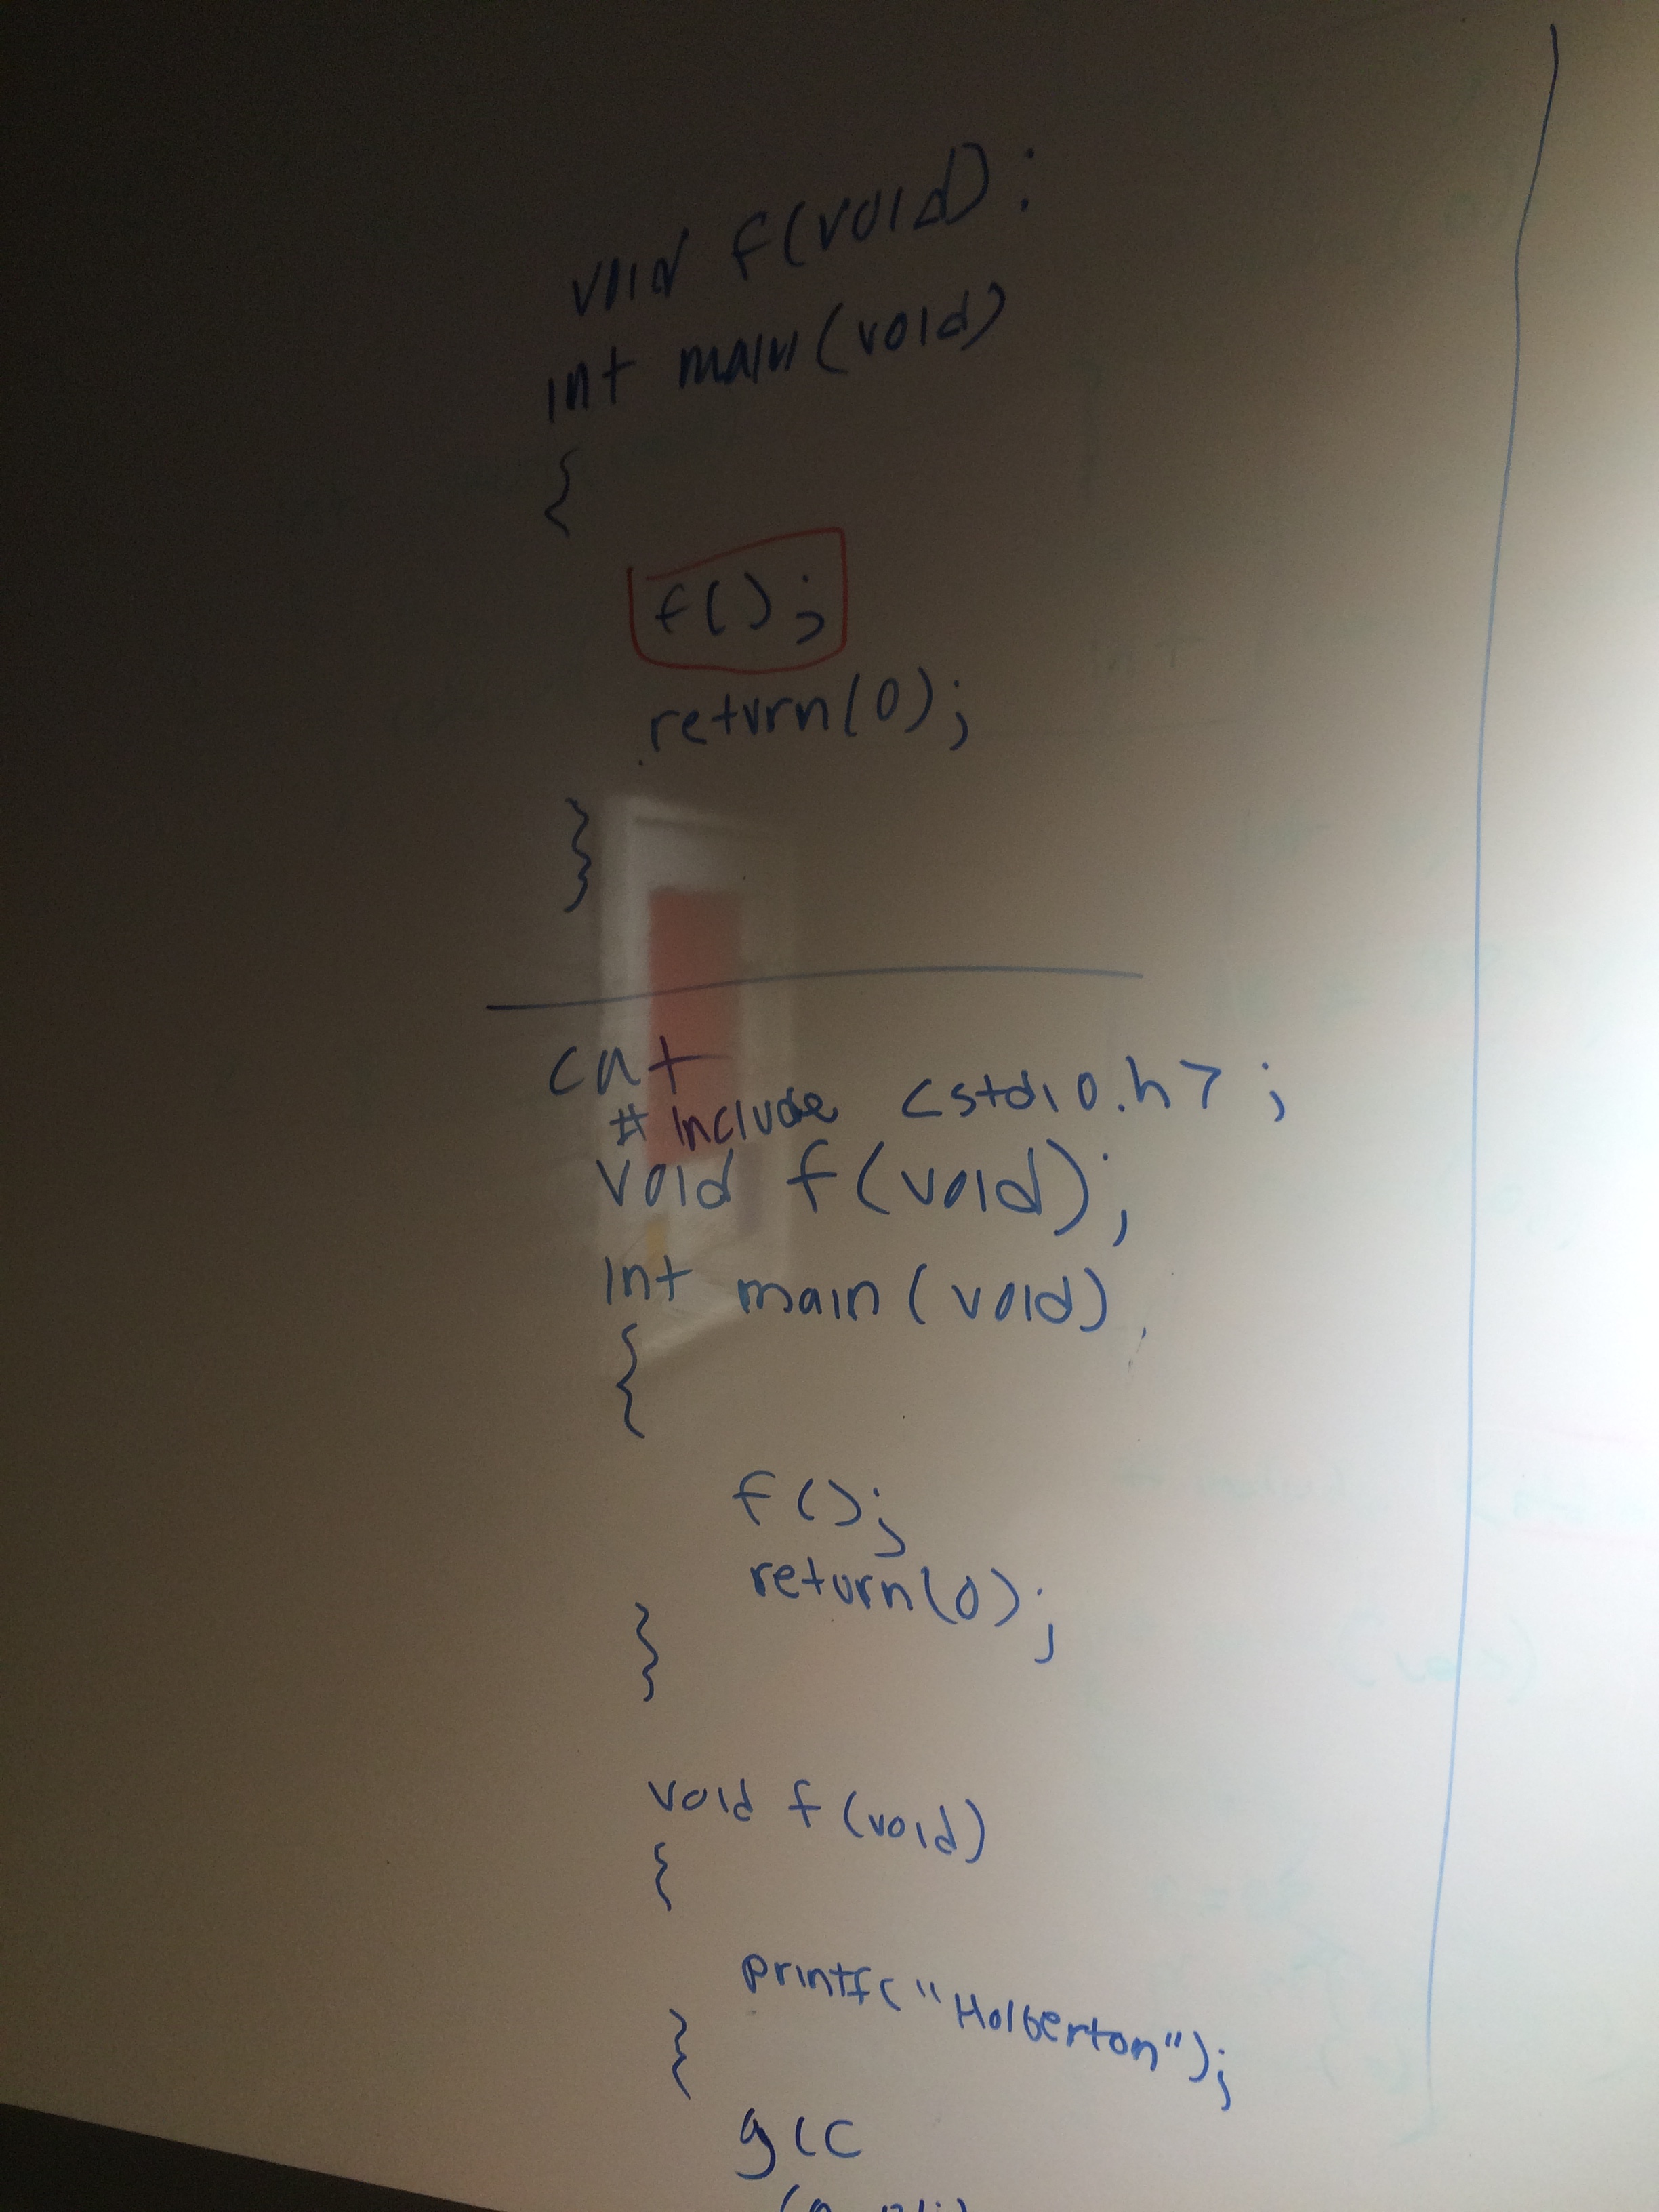 void f(void);
int main(void)
{
f();
return(0);
}
cat
#include <stdio.h> ;
void f(void);
int main(void)
{
f();
return(0);
}
void f(void)
{
printf("Holberton");
}
gcc